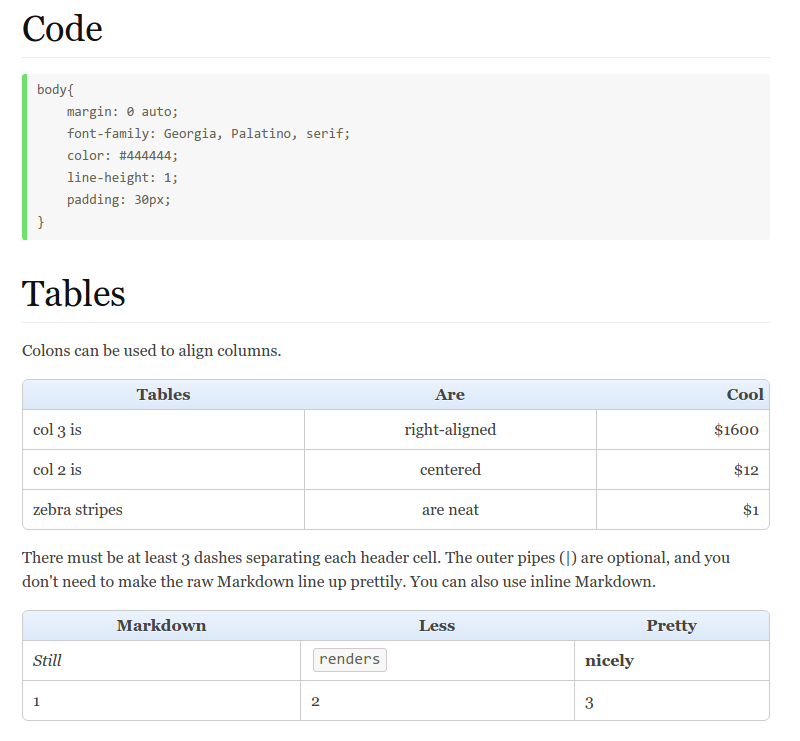 Code
body{
    margin: 0 auto;
    font-family: Georgia, Palatino, serif;
    color: #444444;
    line-height: 1;
    padding: 30px;
}
Tables
Colons can be used to align columns.
Tables Are Cool
col 3 is right-aligned $1600
col 2 is centered $12
zebra stripes are neat $1
There must be at least 3 dashes separating each header cell. The outer pipes (|) are optional, and you
don't need to make the raw Markdown line up prettily. You can also use inline Markdown.
Markdown Less Pretty
Still renders nicely
1 2 3